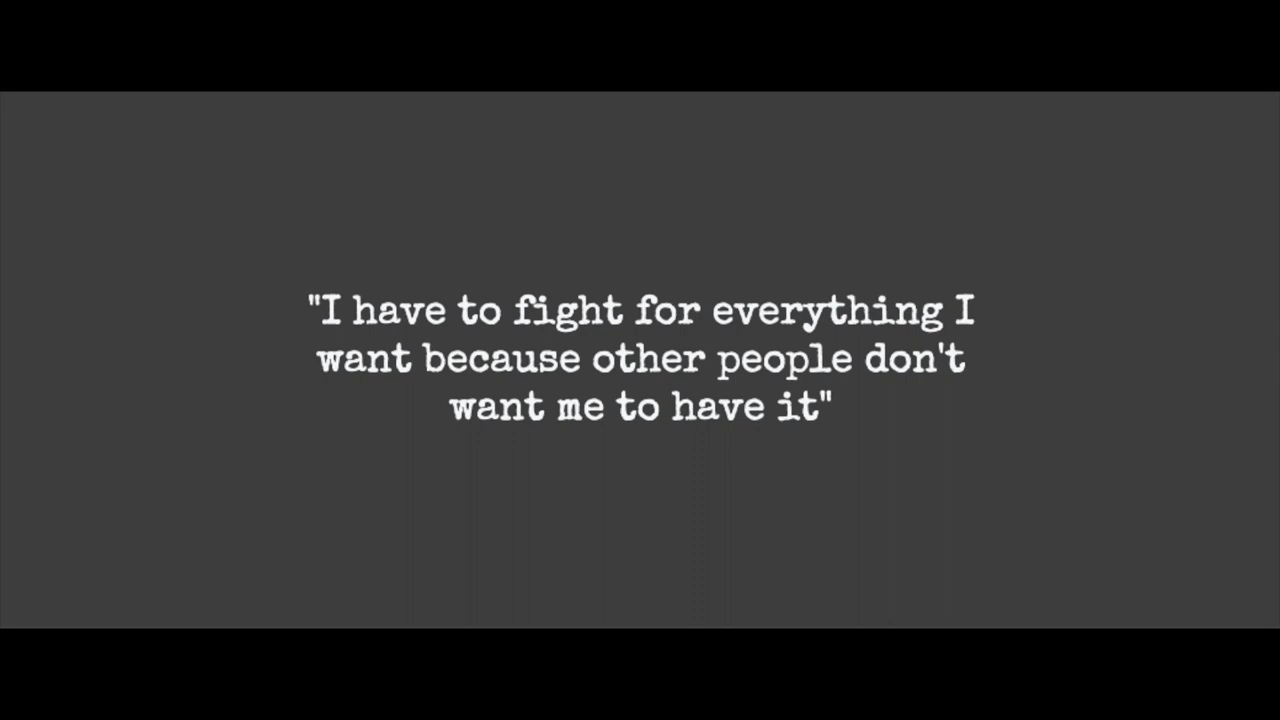 "I have to fight for everything I
want because other people don't
want me to have it"